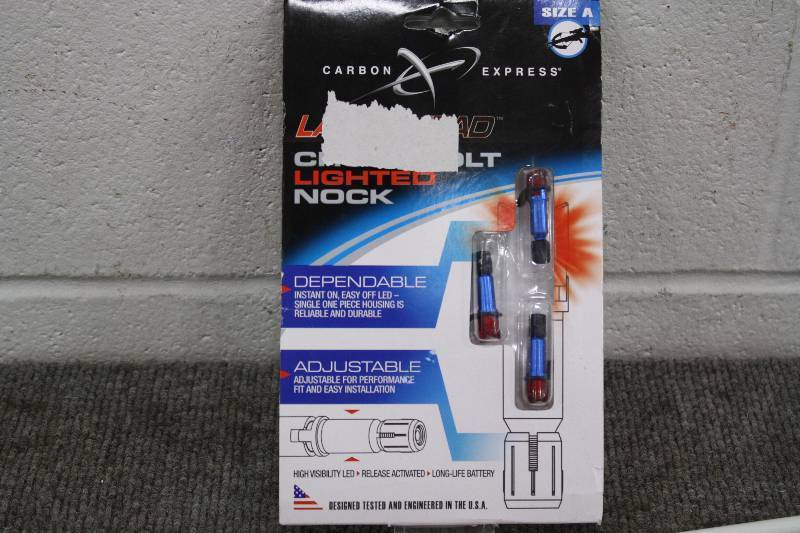 SIZE A
CARBON EXPRESS®
NOCK
LIGHTED
DEPENDABLE
INSTANT ON, EASY OFF LED –
SINGLE ONE PIECE HOUSING IS
RELIABLE AND DURABLE
ADJUSTABLE
ADJUSTABLE FOR PERFORMANCE
FIT AND EASY INSTALLATION
HIGH VISIBILITY LED ▸ RELEASE ACTIVATED ▸ LONG-LIFE BATTERY
DESIGNED TESTED AND ENGINEERED IN THE U.S.A.